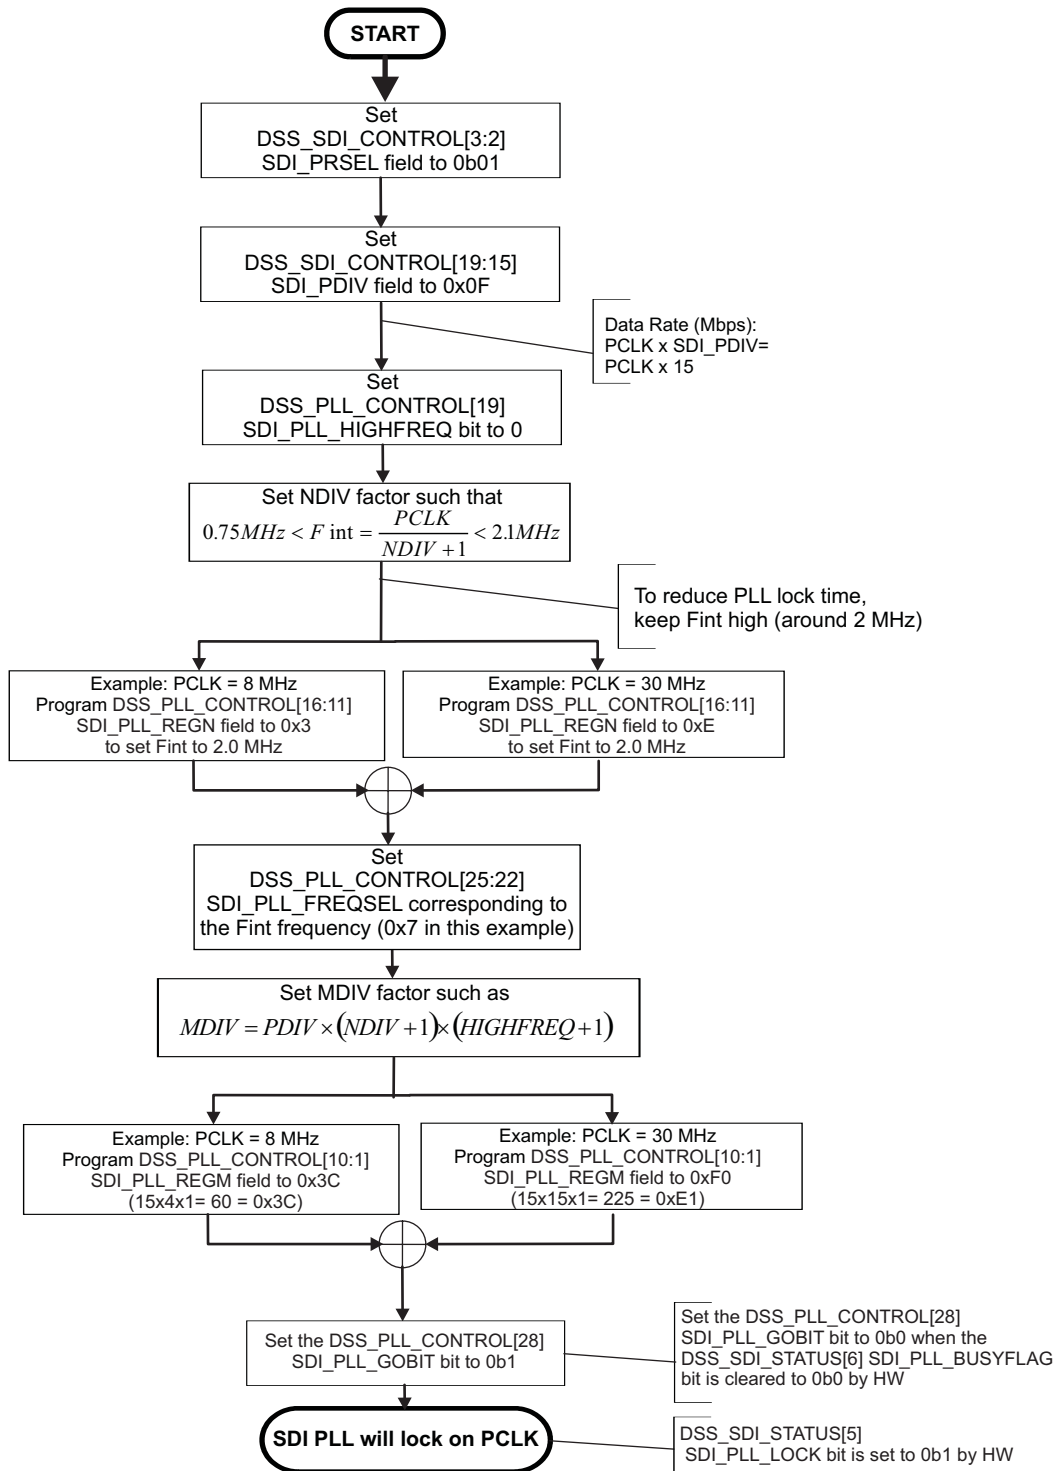 START
Set
DSS_SDI_CONTROL[3:2]
SDI_PRSEL field to 0b01
Set
DSS_SDI_CONTROL[19:15]
SDI_PDIV field to 0x0F
Data Rate (Mbps):
PCLK x SDI_PDIV=
PCLK x 15
Set
DSS_PLL_CONTROL[19]
SDI_PLL_HIGHFREQ bit to 0
Set NDIV factor such that
0.75MHz < F int = PCLK / NDIV + 1 < 2.1MHz
To reduce PLL lock time,
keep Fint high (around 2 MHz)
Example: PCLK = 8 MHz
Program DSS_PLL_CONTROL[16:11]
SDI_PLL_REGN field to 0x3
to set Fint to 2.0 MHz
Example: PCLK = 30 MHz
Program DSS_PLL_CONTROL[16:11]
SDI_PLL_REGN field to 0xE
to set Fint to 2.0 MHz
Set
DSS_PLL_CONTROL[25:22]
SDI_PLL_FREQSEL corresponding to
the Fint frequency (0x7 in this example)
Set MDIV factor such as
MDIV = PDIV × (NDIV + 1) × (HIGHFREQ + 1)
Example: PCLK = 8 MHz
Program DSS_PLL_CONTROL[10:1]
SDI_PLL_REGM field to 0x3C
(15x4x1= 60 = 0x3C)
Example: PCLK = 30 MHz
Program DSS_PLL_CONTROL[10:1]
SDI_PLL_REGM field to 0xF0
(15x15x1= 225 = 0xE1)
Set the DSS_PLL_CONTROL[28]
SDI_PLL_GOBIT bit to 0b1
Set the DSS_PLL_CONTROL[28]
SDI_PLL_GOBIT bit to 0b0 when the
DSS_SDI_STATUS[6] SDI_PLL_BUSYFLAG
bit is cleared to 0b0 by HW
SDI PLL will lock on PCLK
DSS_SDI_STATUS[5]
SDI_PLL_LOCK bit is set to 0b1 by HW